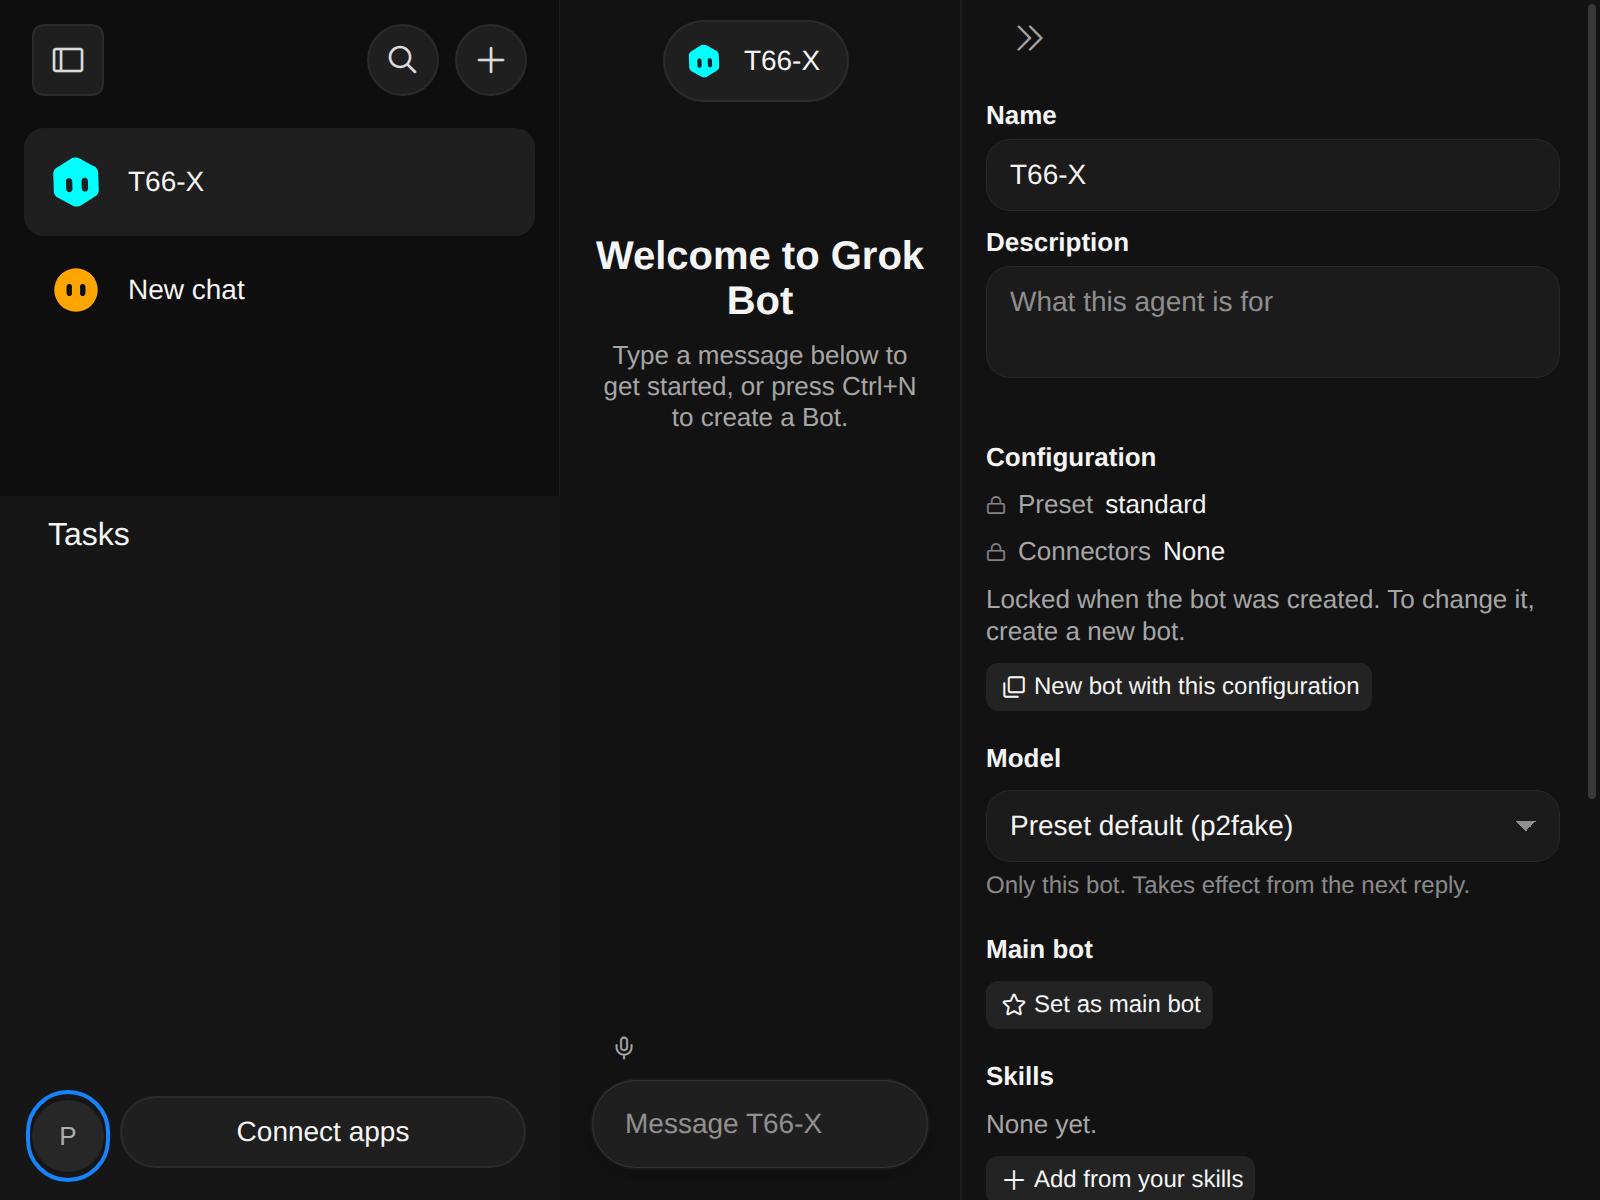 T66-X
New chat
Tasks
P
Connect apps
T66-X
Welcome to Grok
Bot
Type a message below to
get started, or press Ctrl+N
to create a Bot.
Message T66-X
Name
T66-X
Description
What this agent is for
Configuration
Preset standard
Connectors None
Locked when the bot was created. To change it,
create a new bot.
New bot with this configuration
Model
Preset default (p2fake)
Only this bot. Takes effect from the next reply.
Main bot
Set as main bot
Skills
None yet.
Add from your skills